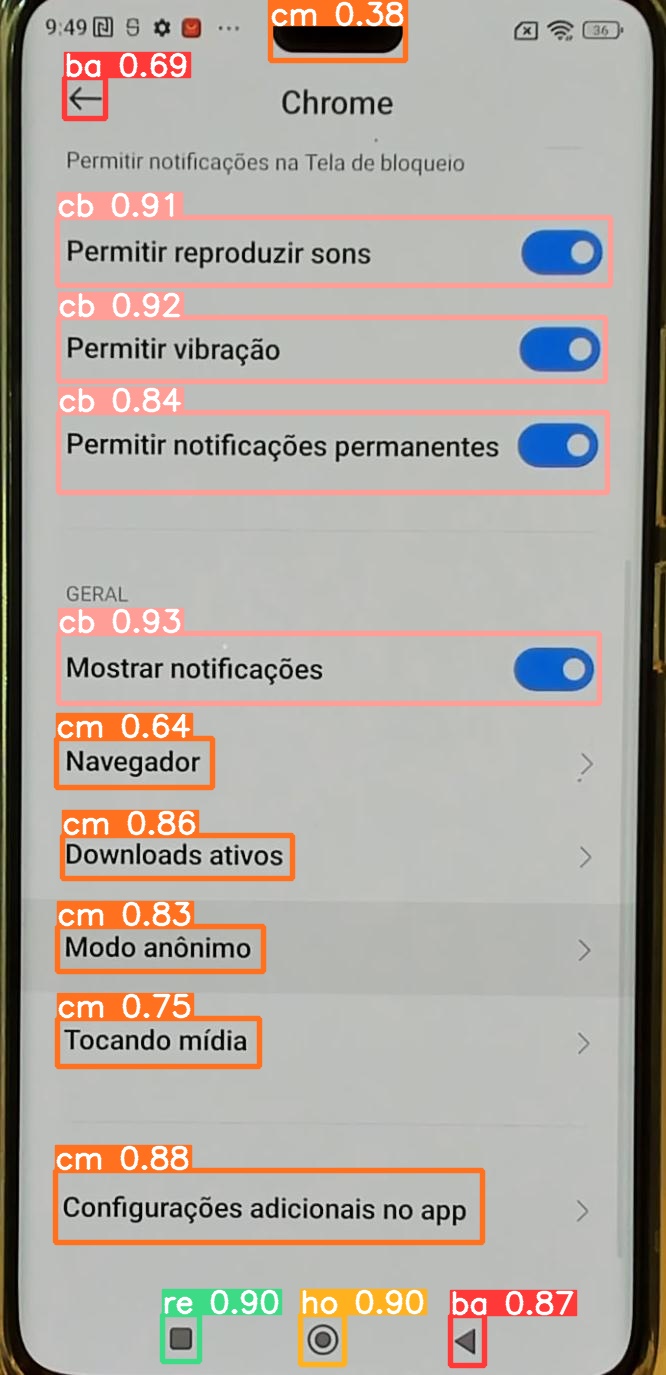 cm 0.38
9:49
36
ba 0.69
Chrome
Permitir notificações na Tela de bloqueio
cb 0.91
Permitir reproduzir sons
cb 0.92
Permitir vibração
cb 0.84
Permitir notificações permanentes
GERAL
cb 0.93
Mostrar notificações
cm 0.64
Navegador
cm 0.86
Downloads ativos
cm 0.83
Modo anônimo
cm 0.75
Tocando mídia
cm 0.88
Configurações adicionais no app
re 0.90 ho 0.90 ba 0.87